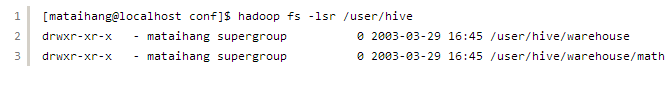 1 [mataihang@localhost conf]$ hadoop fs -lsr /user/hive
2 drwxr-xr-x   - mataihang supergroup          0 2003-03-29 16:45 /user/hive/warehouse
3 drwxr-xr-x   - mataihang supergroup          0 2003-03-29 16:45 /user/hive/warehouse/math